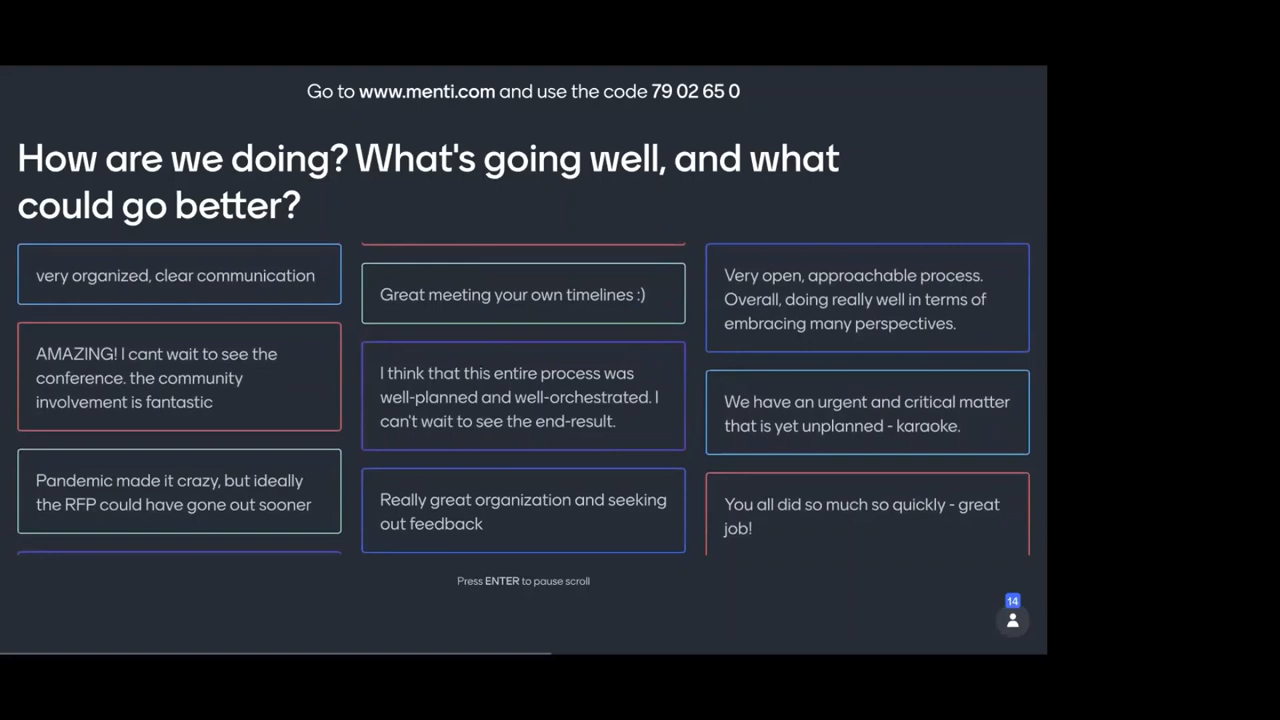 Go to www.menti.com and use the code 79 02 65 0
How are we doing? What's going well, and what
could go better?
very organized, clear communication
AMAZING! I cant wait to see the
conference. the community
involvement is fantastic
Pandemic made it crazy, but ideally
the RFP could have gone out sooner
Great meeting your own timelines :)
I think that this entire process was
well-planned and well-orchestrated. I
can't wait to see the end-result.
Really great organization and seeking
out feedback
Very open, approachable process.
Overall, doing really well in terms of
embracing many perspectives.
We have an urgent and critical matter
that is yet unplanned - karaoke.
You all did so much so quickly - great
job!
Press ENTER to pause scroll
14